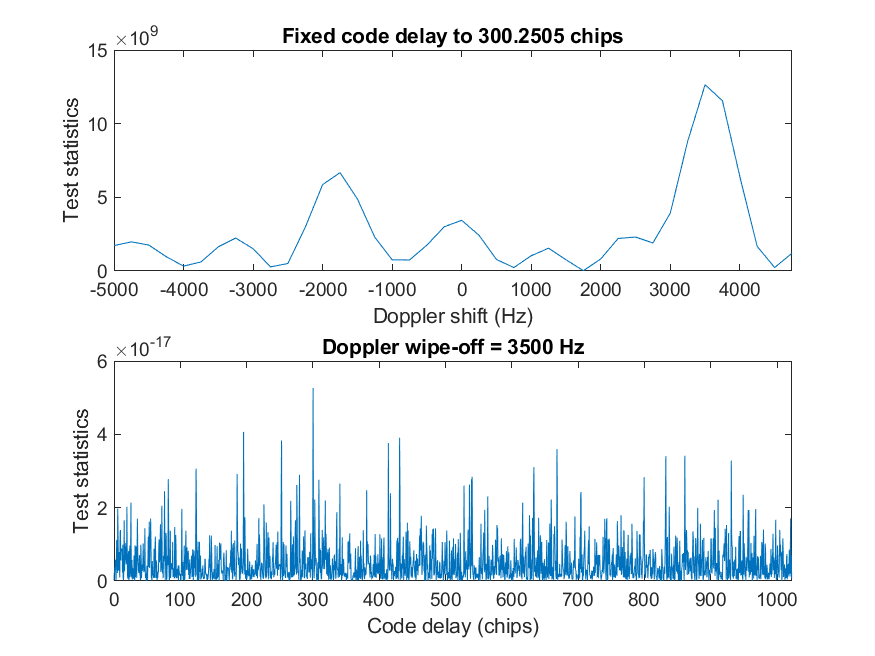 Fixed code delay to 300.2505 chips
×10^9
15
10
5
0
Test statistics
-5000 -4000 -3000 -2000 -1000 0 1000 2000 3000 4000
Doppler shift (Hz)
Doppler wipe-off = 3500 Hz
×10^-17
6
4
2
0
Test statistics
0 100 200 300 400 500 600 700 800 900 1000
Code delay (chips)